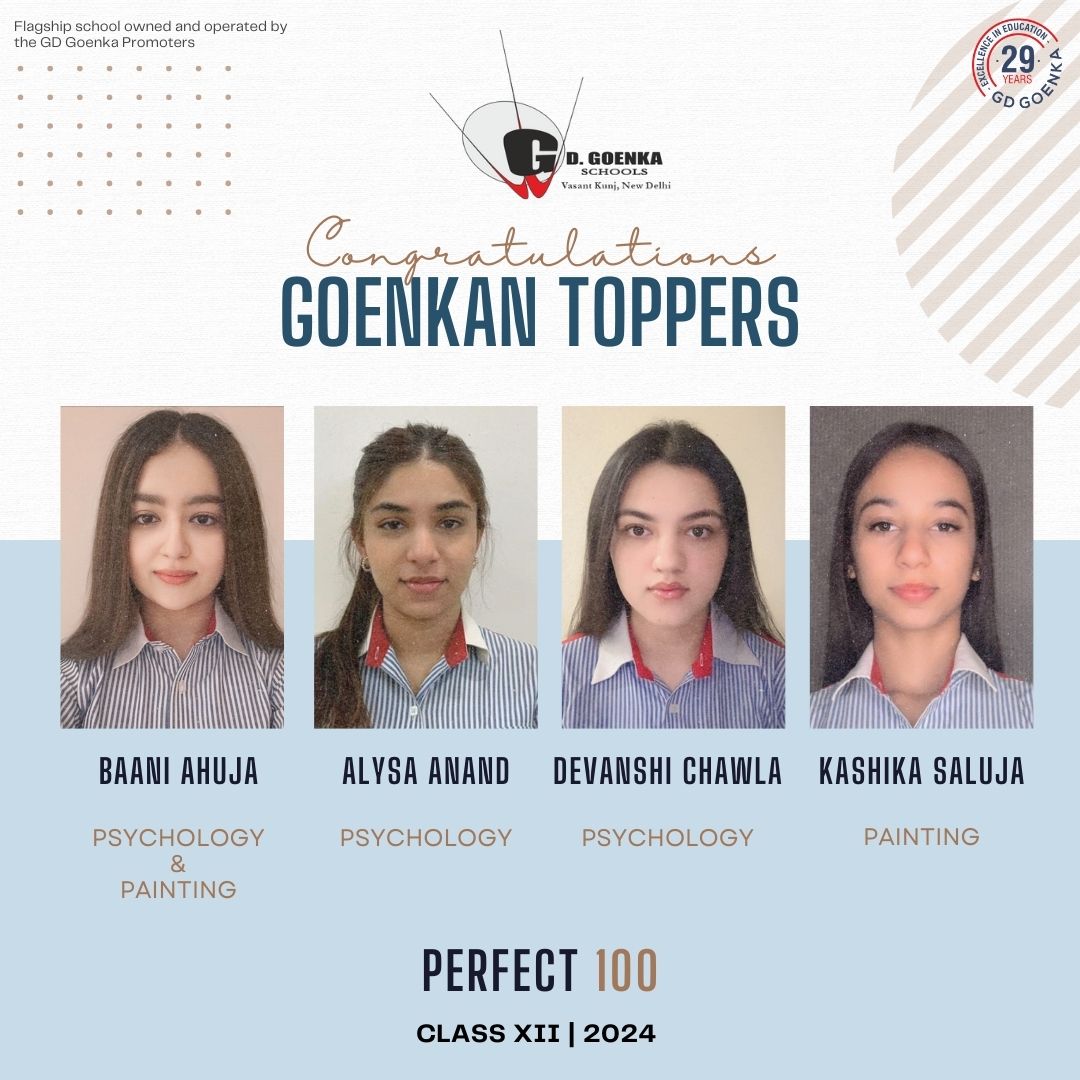 Flagship school owned and operated by
the GD Goenka Promoters
EXCELLENCE IN EDUCATION
29
YEARS
GD GOENKA
G D. GOENKA
SCHOOLS
Vasant Kunj, New Delhi
Congratulations
GOENKAN TOPPERS
BAANI AHUJA
PSYCHOLOGY
&
PAINTING
ALYSA ANAND
PSYCHOLOGY
DEVANSHI CHAWLA
PSYCHOLOGY
KASHIKA SALUJA
PAINTING
PERFECT 100
CLASS XII | 2024